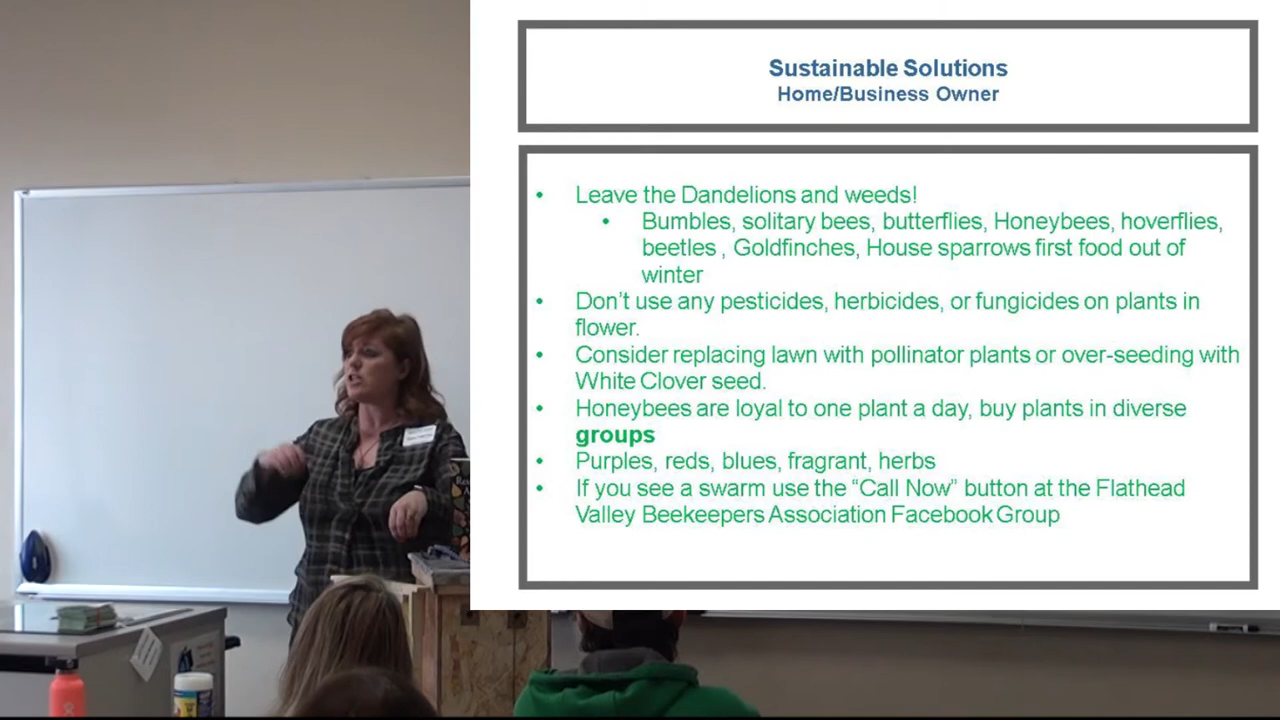 Sustainable Solutions
Home/Business Owner
• Leave the Dandelions and weeds!
• Bumbles, solitary bees, butterflies, Honeybees, hoverflies,
beetles , Goldfinches, House sparrows first food out of
winter
• Don't use any pesticides, herbicides, or fungicides on plants in
flower.
• Consider replacing lawn with pollinator plants or over-seeding with
White Clover seed.
• Honeybees are loyal to one plant a day, buy plants in diverse
groups
• Purples, reds, blues, fragrant, herbs
• If you see a swarm use the “Call Now” button at the Flathead
Valley Beekeepers Association Facebook Group